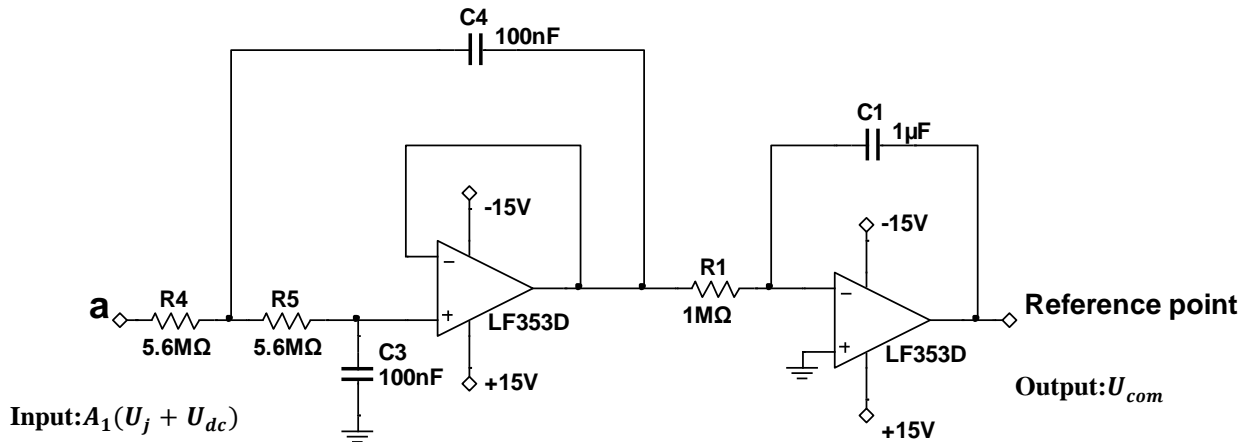 C4
100nF
C1
1µF
-15V
-15V
a
R4
R5
R1
−
−
Reference point
5.6MΩ
5.6MΩ
+
LF353D
1MΩ
+
LF353D
C3
100nF
+15V
Output:U_com
Input:A₁(U_j + U_dc)
+15V